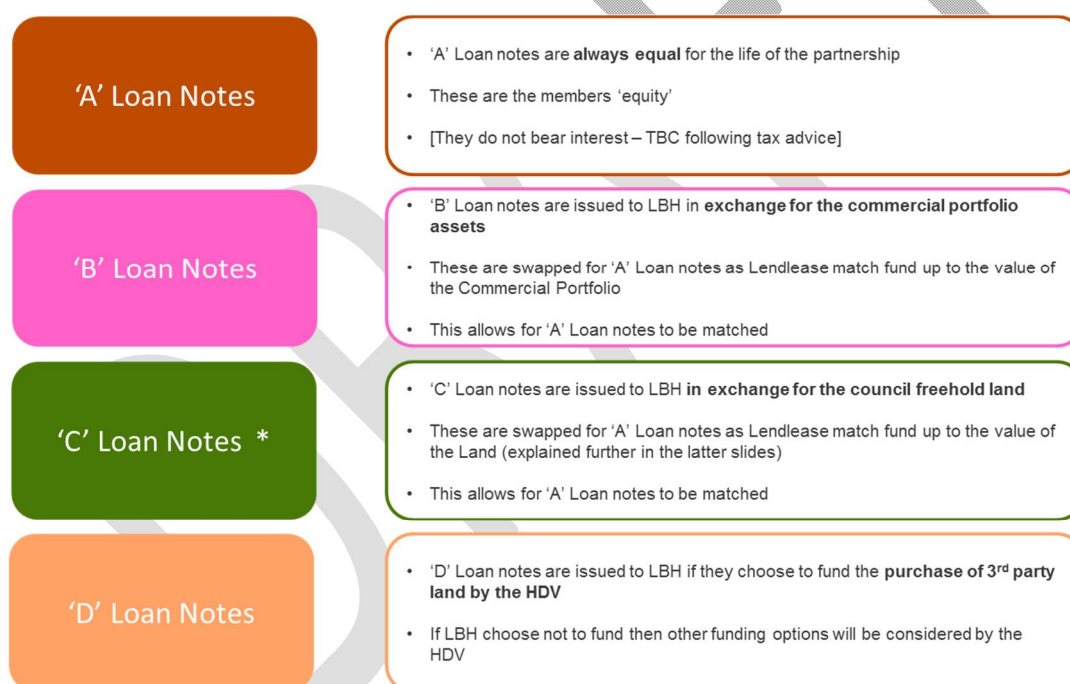 ‘A’ Loan Notes
• ‘A’ Loan notes are always equal for the life of the partnership
• These are the members ‘equity’
• [They do not bear interest – TBC following tax advice]
‘B’ Loan Notes
• ‘B’ Loan notes are issued to LBH in exchange for the commercial portfolio
assets
• These are swapped for ‘A’ Loan notes as Lendlease match fund up to the value of
the Commercial Portfolio
• This allows for ‘A’ Loan notes to be matched
‘C’ Loan Notes *
• ‘C’ Loan notes are issued to LBH in exchange for the council freehold land
• These are swapped for ‘A’ Loan notes as Lendlease match fund up to the value of
the Land (explained further in the latter slides)
• This allows for ‘A’ Loan notes to be matched
‘D’ Loan Notes
• ‘D’ Loan notes are issued to LBH if they choose to fund the purchase of 3rd party
land by the HDV
• If LBH choose not to fund then other funding options will be considered by the
HDV